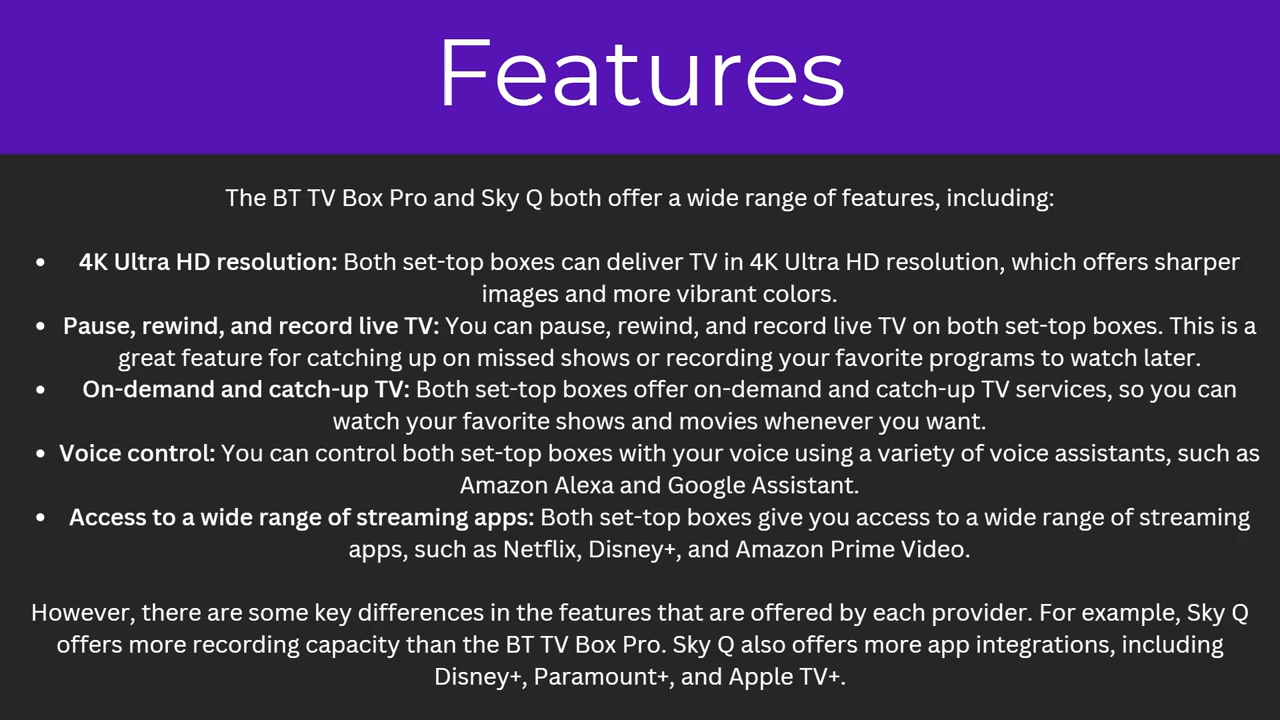 Features
The BT TV Box Pro and Sky Q both offer a wide range of features, including:
• 4K Ultra HD resolution: Both set-top boxes can deliver TV in 4K Ultra HD resolution, which offers sharper
images and more vibrant colors.
• Pause, rewind, and record live TV: You can pause, rewind, and record live TV on both set-top boxes. This is a
great feature for catching up on missed shows or recording your favorite programs to watch later.
• On-demand and catch-up TV: Both set-top boxes offer on-demand and catch-up TV services, so you can
watch your favorite shows and movies whenever you want.
• Voice control: You can control both set-top boxes with your voice using a variety of voice assistants, such as
Amazon Alexa and Google Assistant.
• Access to a wide range of streaming apps: Both set-top boxes give you access to a wide range of streaming
apps, such as Netflix, Disney+, and Amazon Prime Video.
However, there are some key differences in the features that are offered by each provider. For example, Sky Q
offers more recording capacity than the BT TV Box Pro. Sky Q also offers more app integrations, including
Disney+, Paramount+, and Apple TV+.